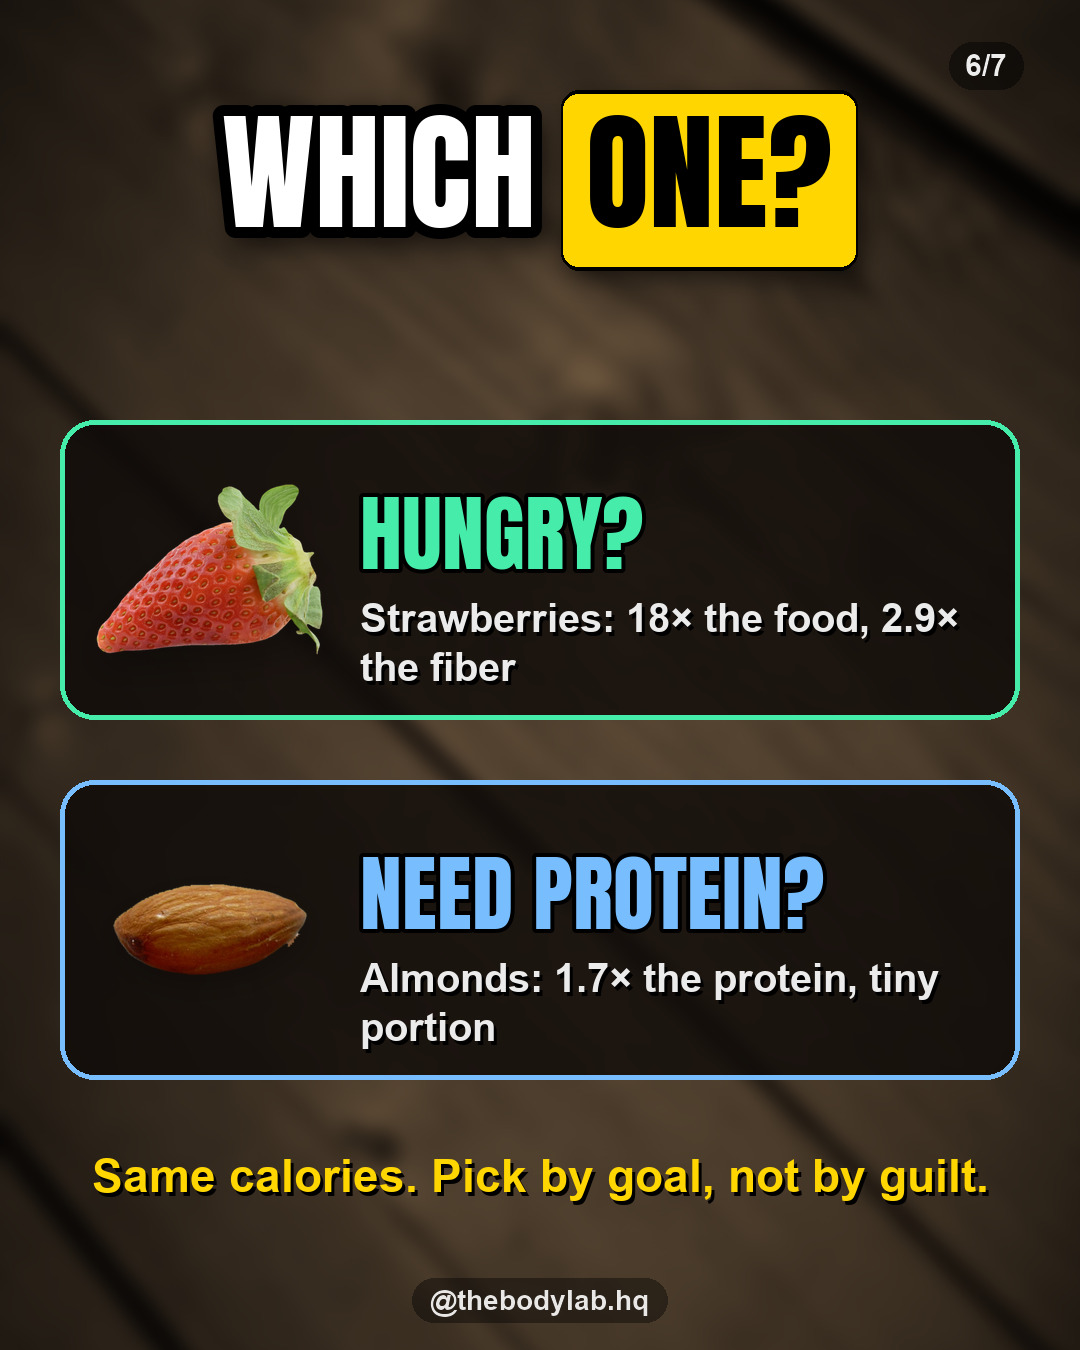 6/7
WHICH ONE?
HUNGRY?
Strawberries: 18× the food, 2.9×
the fiber
NEED PROTEIN?
Almonds: 1.7× the protein, tiny
portion
Same calories. Pick by goal, not by guilt.
@thebodylab.hq